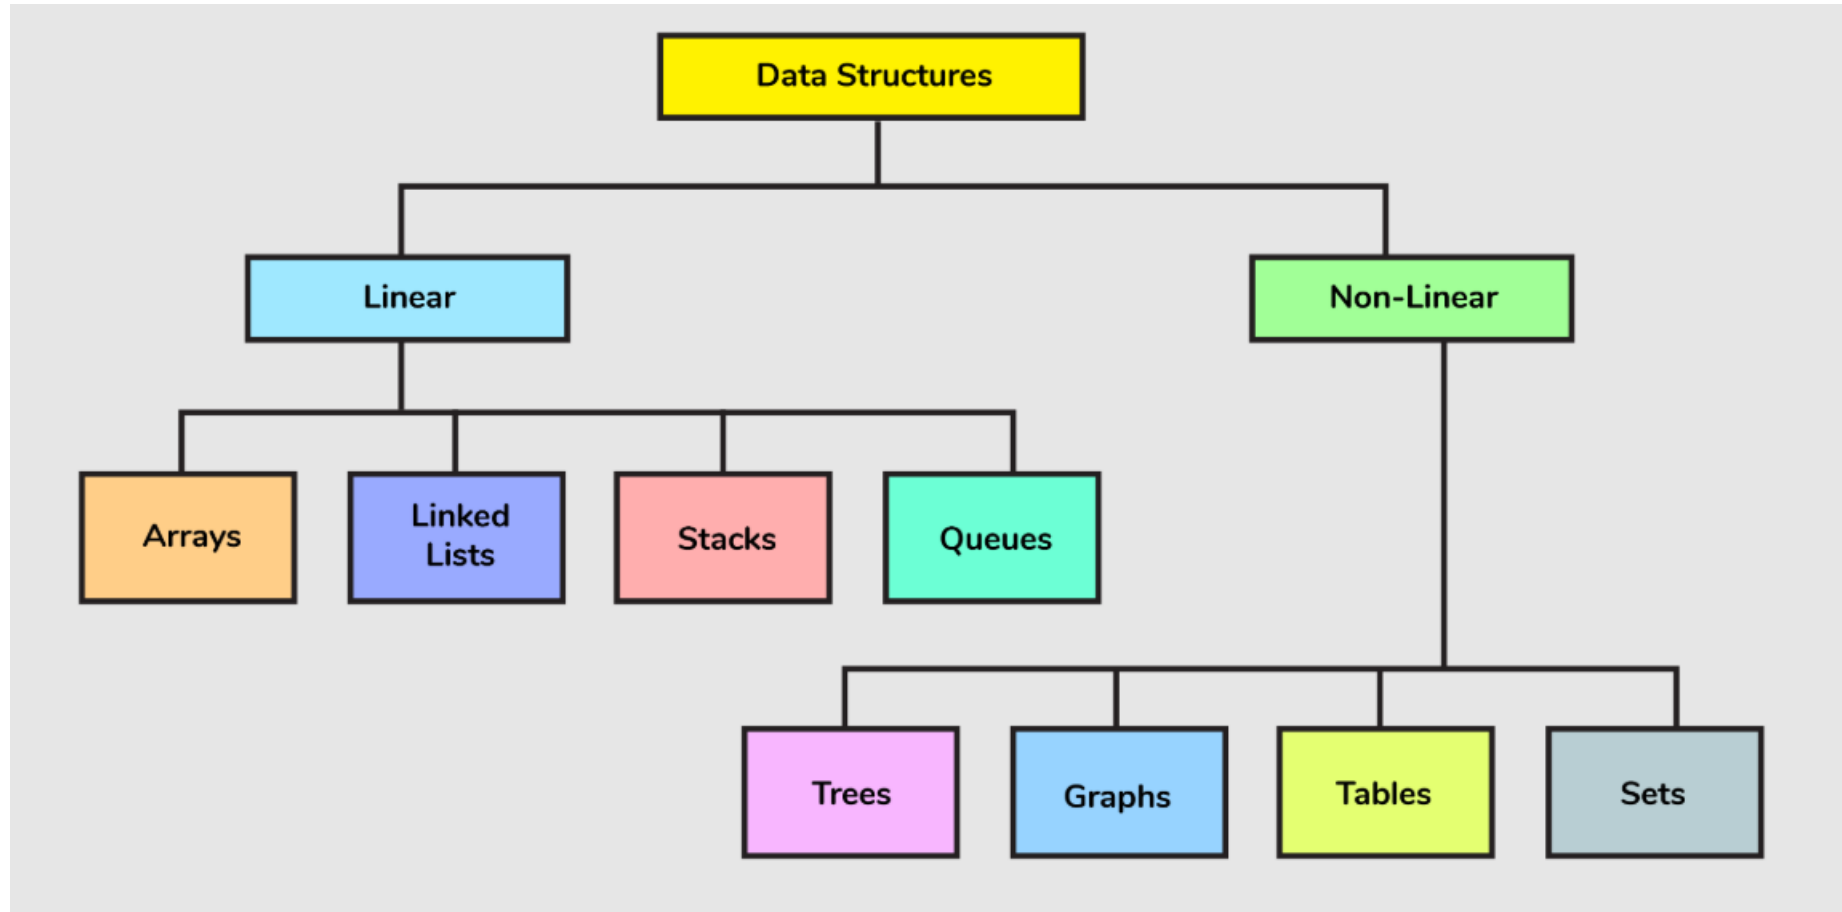 Data Structures
Linear
Non-Linear
Arrays
Linked
Lists
Stacks
Queues
Trees
Graphs
Tables
Sets